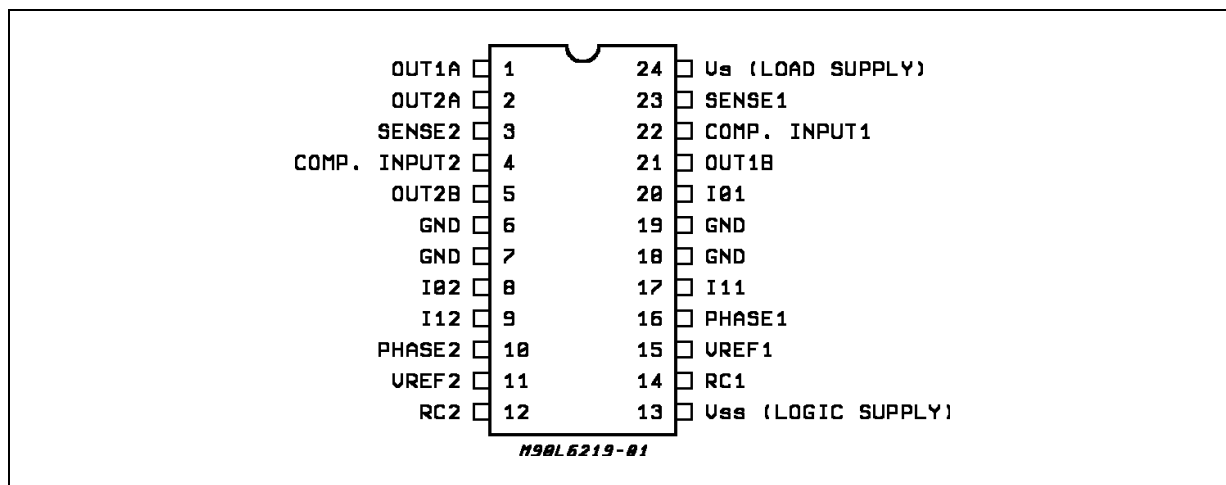 OUT1A 1 24 Vs (LOAD SUPPLY)
OUT2A 2 23 SENSE1
SENSE2 3 22 COMP. INPUT1
COMP. INPUT2 4 21 OUT1B
OUT2B 5 20 I01
GND 6 19 GND
GND 7 18 GND
I02 8 17 I11
I12 9 16 PHASE1
PHASE2 10 15 VREF1
VREF2 11 14 RC1
RC2 12 13 Vss (LOGIC SUPPLY)
M90L6219-01